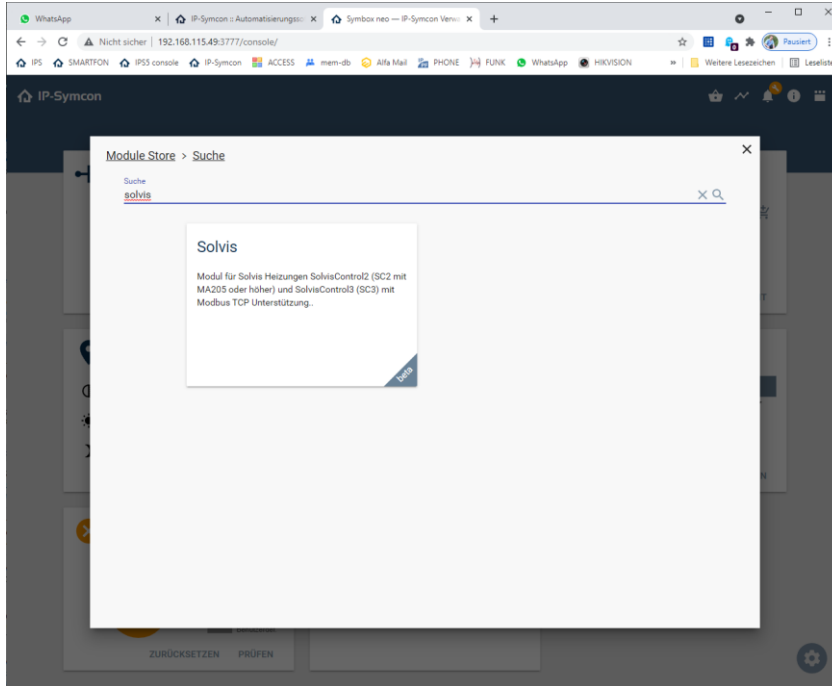 WhatsApp
IP-Symcon :: Automatisierungsso
Symbox neo — IP-Symcon Verw
Nicht sicher | 192.168.115.49:3777/console/
Pausiert
IPS
SMARTFON
IPS5 console
IP-Symcon
ACCESS
mem-db
Alfa Mail
PHONE
FUNK
WhatsApp
HIKVISION
»
Weitere Lesezeichen
Leseliste
IP-Symcon
Module Store > Suche
Suche
solvis
Solvis
Modul für Solvis Heizungen SolvisControl2 (SC2 mit
MA205 oder höher) und SolvisControl3 (SC3) mit
Modbus TCP Unterstützung..
beta
T
N
ZURÜCKSETZEN PRÜFEN